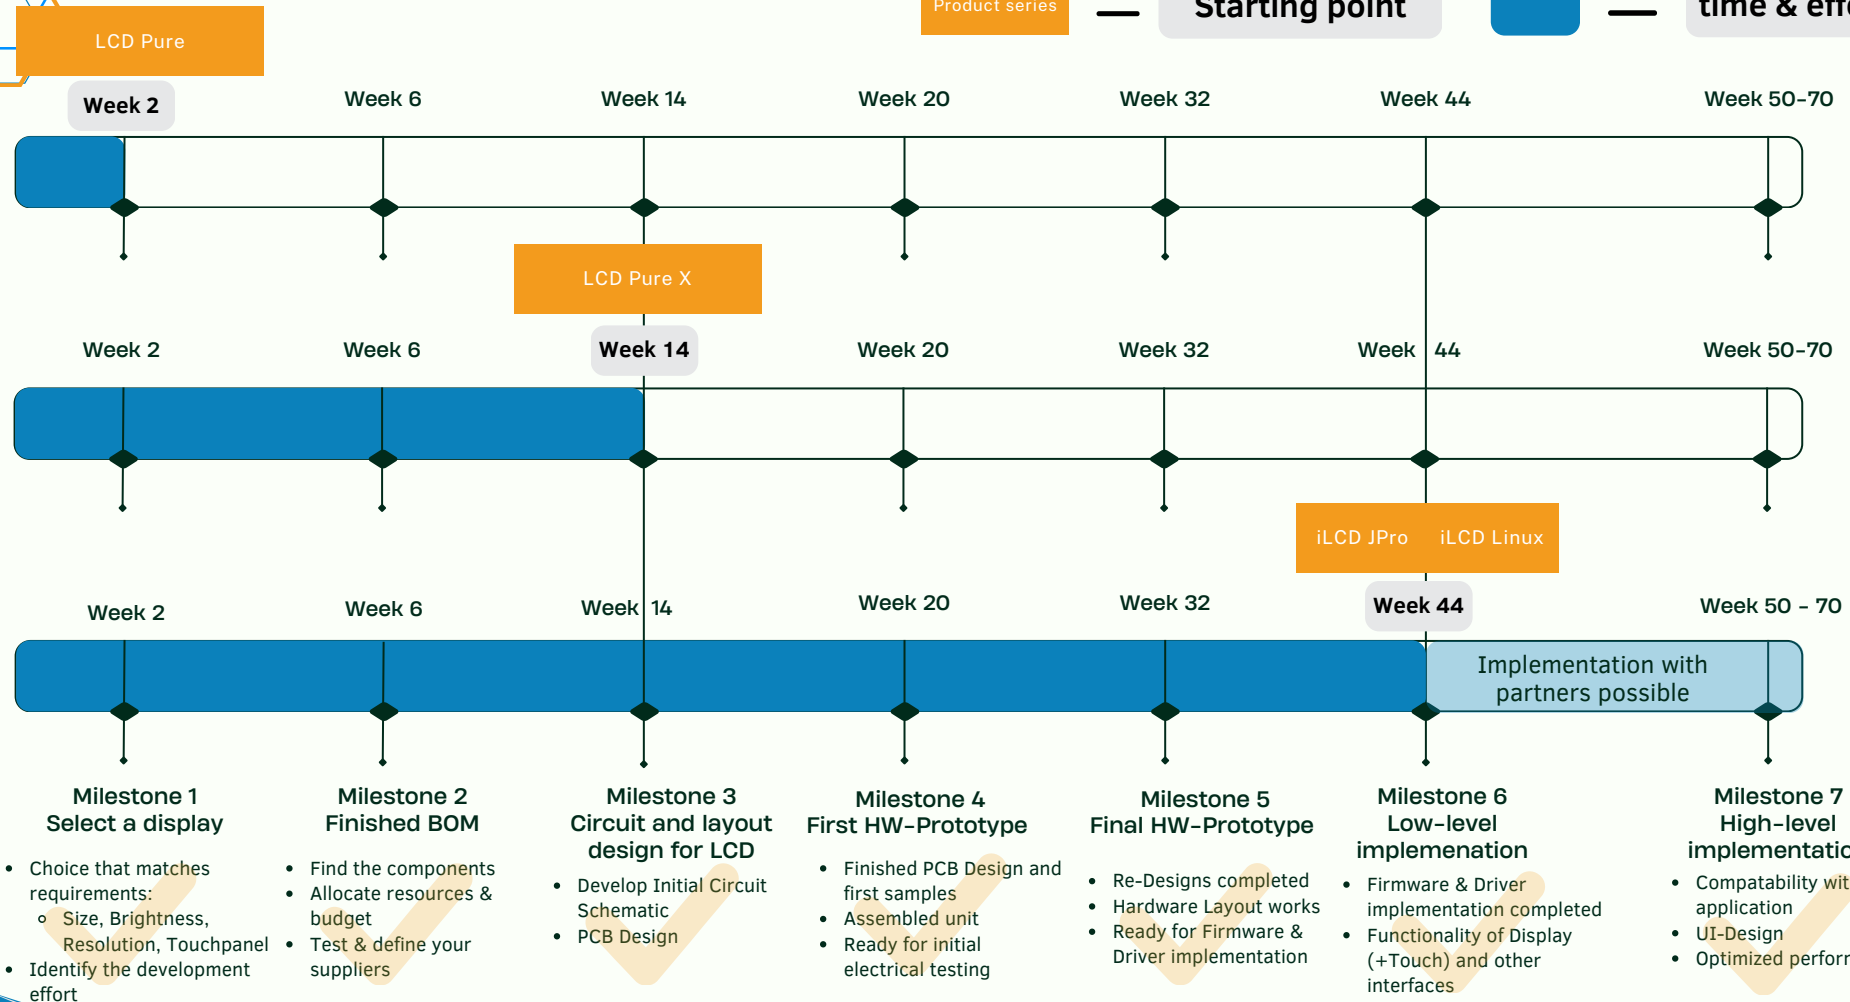 Product series
Starting point
time & eff
LCD Pure
Week 2
Week 6
Week 14
Week 20
Week 32
Week 44
Week 50-70
LCD Pure X
Week 2
Week 6
Week 14
Week 20
Week 32
Week 44
Week 50-70
iLCD JPro
iLCD Linux
Week 2
Week 6
Week 14
Week 20
Week 32
Week 44
Week 50 - 70
Implementation with
partners possible
Milestone 1
Select a display
• Choice that matches
requirements:
◦ Size, Brightness,
Resolution, Touchpanel
• Identify the development
effort
Milestone 2
Finished BOM
• Find the components
• Allocate resources &
budget
• Test & define your
suppliers
Milestone 3
Circuit and layout
design for LCD
• Develop Initial Circuit
Schematic
• PCB Design
Milestone 4
First HW-Prototype
• Finished PCB Design and
first samples
• Assembled unit
• Ready for initial
electrical testing
Milestone 5
Final HW-Prototype
• Re-Designs completed
• Hardware Layout works
• Ready for Firmware &
Driver implementation
Milestone 6
Low-level
implemenation
• Firmware & Driver
implementation completed
• Functionality of Display
(+Touch) and other
interfaces
Milestone 7
High-level
implementatio
• Compatability wit
application
• UI-Design
• Optimized perfor